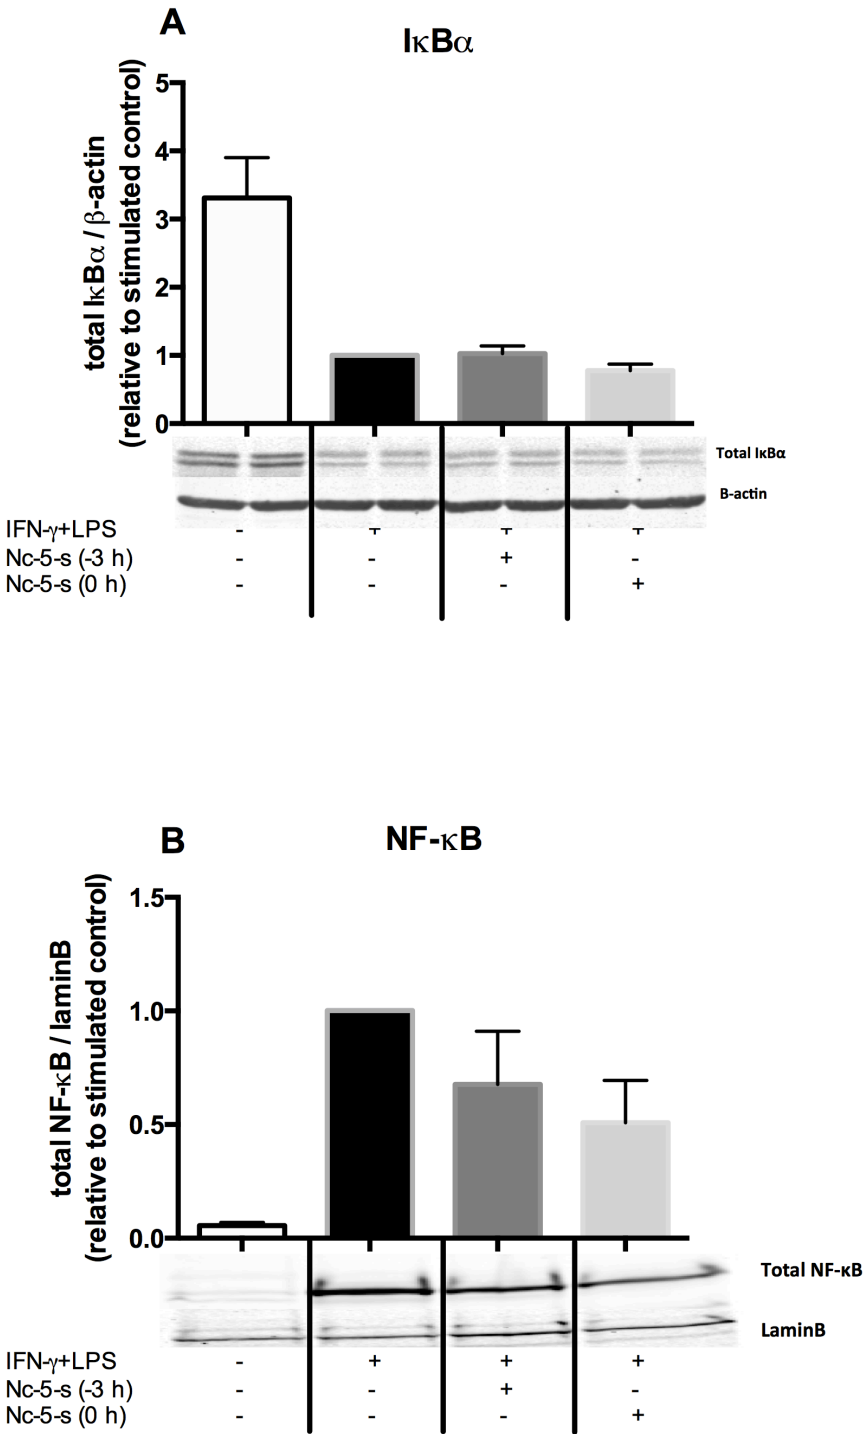 A
IκBα
total IκBα / β-actin
(relative to stimulated control)
5
4
3
2
1
0
Total IκBα
B-actin
IFN-γ+LPS - + + +
Nc-5-s (-3 h) - - + -
Nc-5-s (0 h) - - - +
B
NF-κB
total NF-κB / laminB
(relative to stimulated control)
1.5
1.0
0.5
0.0
Total NF-κB
LaminB
IFN-γ+LPS - + + +
Nc-5-s (-3 h) - - + -
Nc-5-s (0 h) - - - +